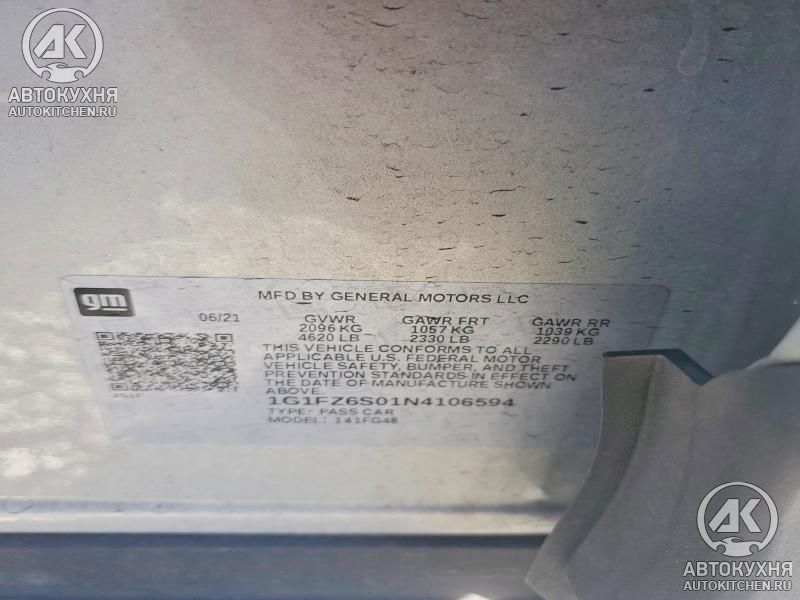 AK
АВТОКУХНЯ
AUTOKITCHEN.RU
gm
MFD BY GENERAL MOTORS LLC
06/21
GVWR GAWR FRT GAWR RR
2096 KG 1057 KG 1039 KG
4620 LB 2330 LB 2290 LB
THIS VEHICLE CONFORMS TO ALL
APPLICABLE U.S. FEDERAL MOTOR
VEHICLE SAFETY, BUMPER, AND THEFT
PREVENTION STANDARDS IN EFFECT ON
THE DATE OF MANUFACTURE SHOWN
ABOVE.
1G1FZ6S01N4106594
TYPE: PASS CAR
MODEL: 141FG48
AK
АВТОКУХНЯ
AUTOKITCHEN.RU